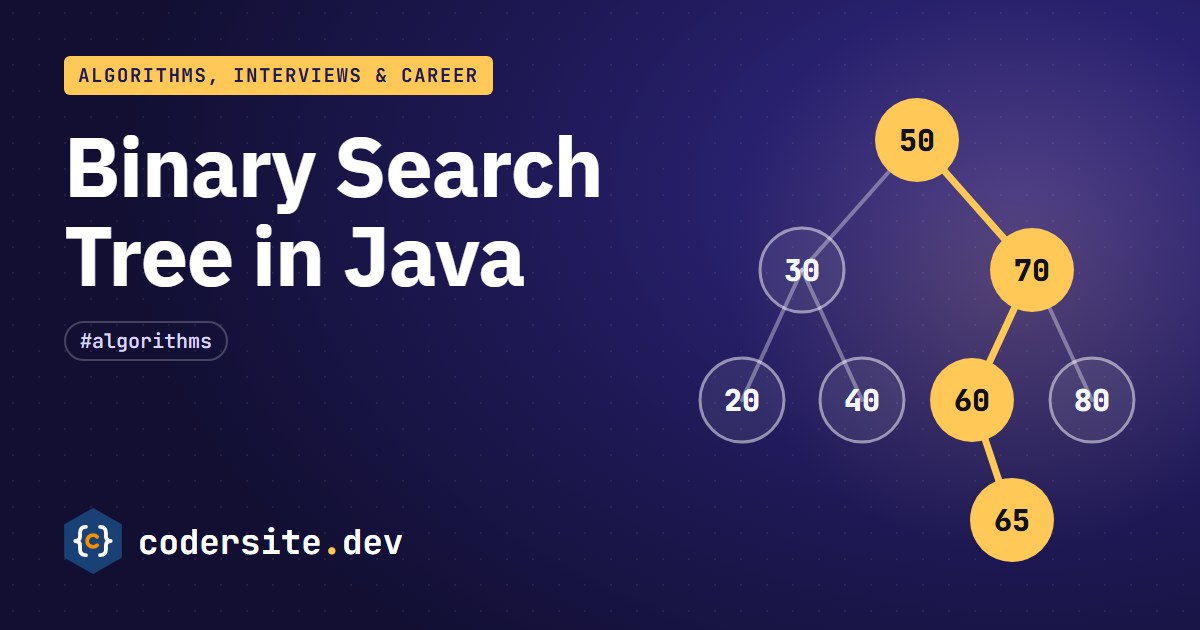 ALGORITHMS, INTERVIEWS & CAREER
Binary Search
Tree in Java
#algorithms
50
30
70
20
40
60
80
65
{c}
codersite.dev